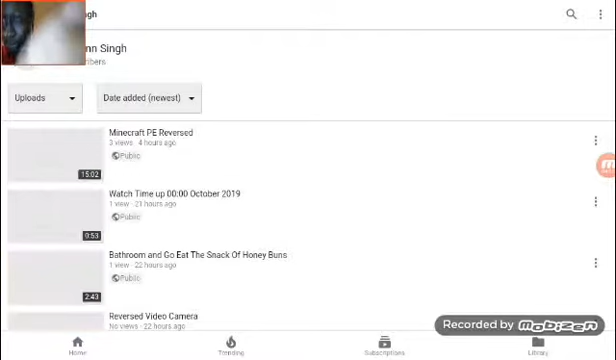 ngh
nn Singh
bers
Uploads
Date added (newest)
Minecraft PE Reversed
3 views · 4 hours ago
Public
15:02
Watch Time up 00:00 October 2019
1 view · 21 hours ago
Public
0:53
Bathroom and Go Eat The Snack Of Honey Buns
1 view · 22 hours ago
Public
2:43
Reversed Video Camera
No views · 22 hours ago
Recorded by mobizen
Home
Trending
Subscriptions
Library